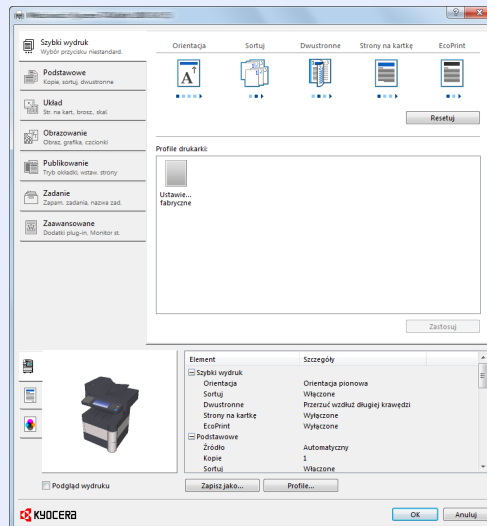 Szybki wydruk
Wybór przycisku niestandard.
Podstawowe
Kopie, sortuj, dwustronne
Układ
Str. na kart, brosz., skal.
Obrazowanie
Obraz, grafika, czcionki
Publikowanie
Tryb okładki, wstaw. strony
Zadanie
Zapam. zadania, nazwa zad.
Zaawansowane
Dodatki plug-in, Monitor st.
Orientacja Sortuj Dwustronne Strony na kartkę EcoPrint
A
Resetuj
Profile drukarki:
Ustawie...
fabryczne
Zastosuj
Element Szczegóły
Szybki wydruk
Orientacja Orientacja pionowa
Sortuj Włączone
Dwustronne Przerzuć wzdłuż długiej krawędzi
Strony na kartkę Wyłączone
EcoPrint Wyłączone
Podstawowe
Źródło Automatyczny
Kopie 1
Sortuj Włączone
Podgląd wydruku
Zapisz jako... Profile...
KYOCERA
OK Anuluj